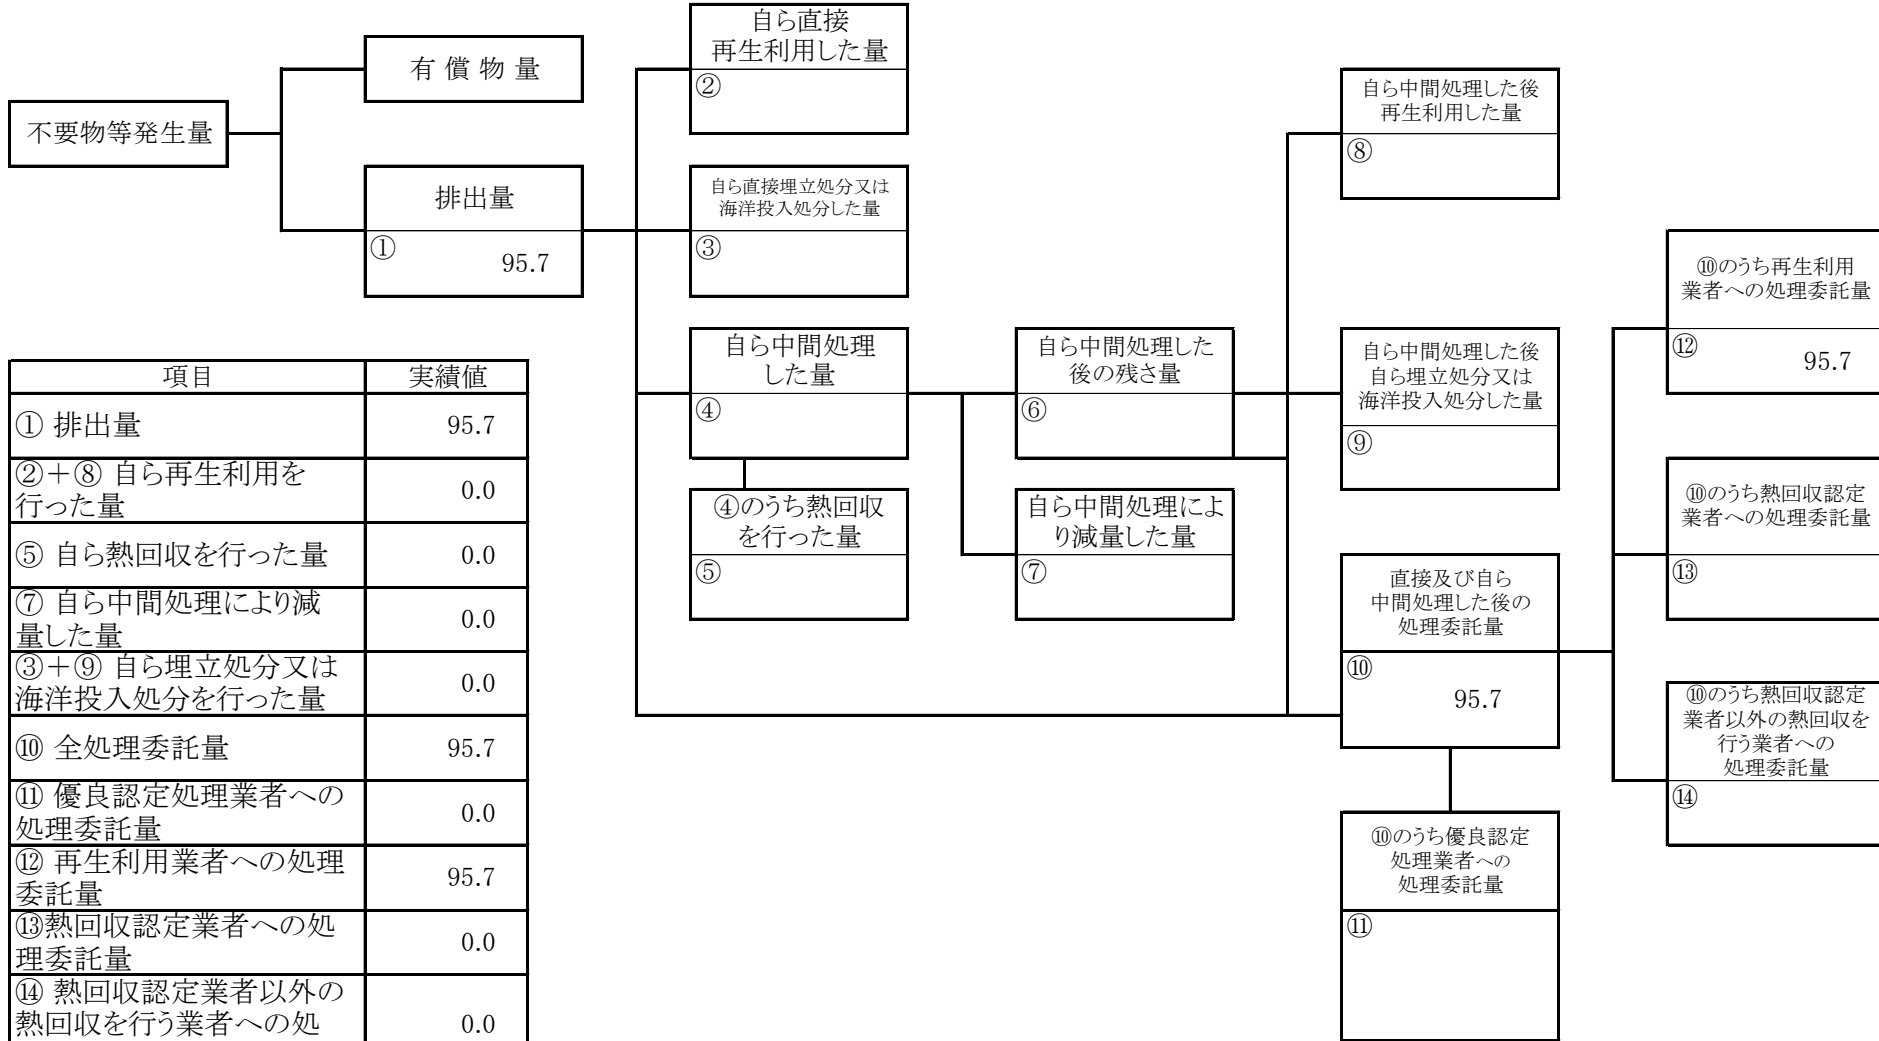 不要物等発生量
有 償 物 量
排出量
①
95.7
自ら直接
再生利用した量
②
自ら直接埋立処分又は
海洋投入処分した量
③
自ら中間処理
した量
④
④のうち熱回収
を行った量
⑤
自ら中間処理した
後の残さ量
⑥
自ら中間処理によ
り減量した量
⑦
自ら中間処理した後
再生利用した量
⑧
自ら中間処理した後
自ら埋立処分又は
海洋投入処分した量
⑨
直接及び自ら
中間処理した後の
処理委託量
⑩
95.7
⑩のうち優良認定
処理業者への
処理委託量
⑪
⑩のうち再生利用
業者への処理委託量
⑫
95.7
⑩のうち熱回収認定
業者への処理委託量
⑬
⑩のうち熱回収認定
業者以外の熱回収を
行う業者への
処理委託量
⑭
項目 実績値
① 排出量 95.7
②＋⑧ 自ら再生利用を
行った量 0.0
⑤ 自ら熱回収を行った量 0.0
⑦ 自ら中間処理により減
量した量 0.0
③＋⑨ 自ら埋立処分又は
海洋投入処分を行った量 0.0
⑩ 全処理委託量 95.7
⑪ 優良認定処理業者への
処理委託量 0.0
⑫ 再生利用業者への処理
委託量 95.7
⑬熱回収認定業者への処
理委託量 0.0
⑭ 熱回収認定業者以外の
熱回収を行う業者への処 0.0